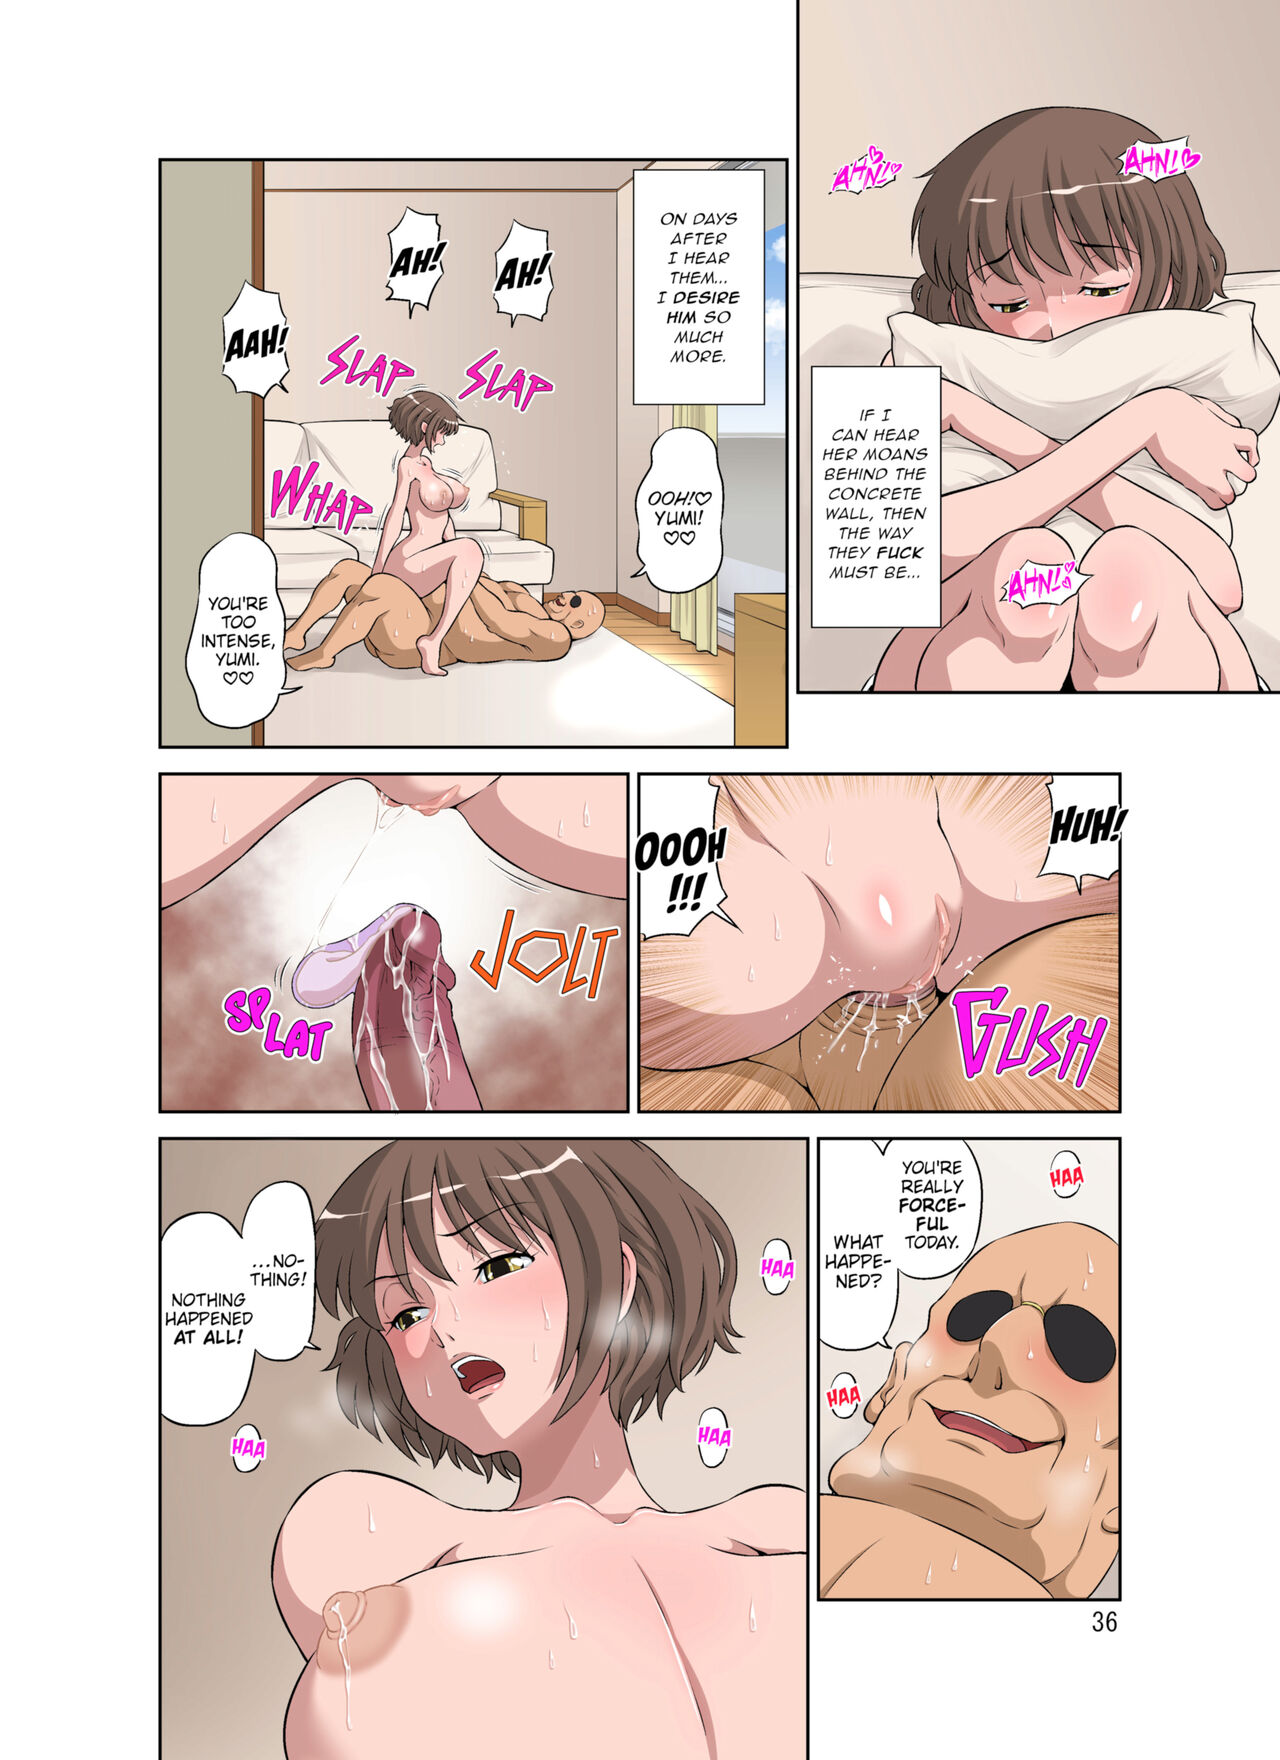 AHN!♡
AHN!♡
IF I
CAN HEAR
HER MOANS
BEHIND THE
CONCRETE
WALL, THEN
THE WAY
THEY FUCK
MUST BE...
AHN!♡
ON DAYS
AFTER
I HEAR
THEM...
I DESIRE
HIM SO
MUCH
MORE.
AH!
AH!
AAH!
SLAP
SLAP
WHAP
OOH!♡
YUMI!
♡♡
YOU'RE
TOO
INTENSE,
YUMI.
♡♡
HUH!
OOOH
!!!
GUSH
JOLT
SPLAT
YOU'RE
REALLY
FORCE-
FUL
TODAY.
WHAT
HAPPE-
NED?
HAA
HAA
...NO-
THING!
NOTHING
HAPPENED
AT ALL!
HAA
HAA
HAA
36